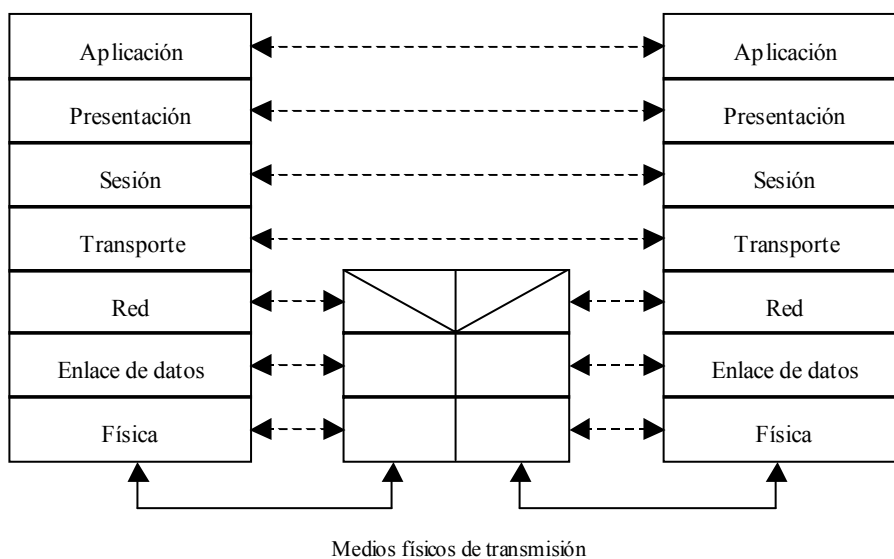 Aplicación Aplicación
Presentación Presentación
Sesión Sesión
Transporte Transporte
Red Red
Enlace de datos Enlace de datos
Física Física
Medios físicos de transmisión